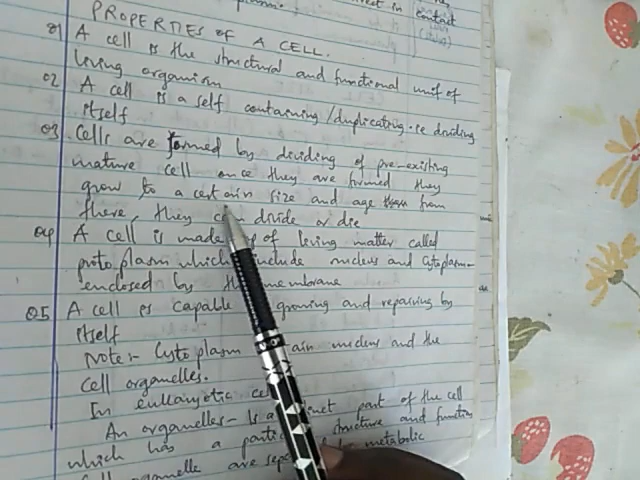 direct in contact
PROPERTIES OF A CELL.
01 A cell is the structural and functional unit of
living organism
02 A cell is a self containing/duplicating.ie dividing
itself
03 Cells are formed by dividing of pre-existing
mature cell once they are formed they
grow to a certain size and age from
there, they can divide or die
04 A cell is made of living matter called
protoplasm which include nucleus and cytoplasm
enclosed by the membrane
05 A cell is capable growing and repairing by
itself
Note:- Cytoplasm nucleus and the
cell organelles.
In eukaryotic part of the cell
An organelles- Is a structure and function
which has a metabolic
organelle are